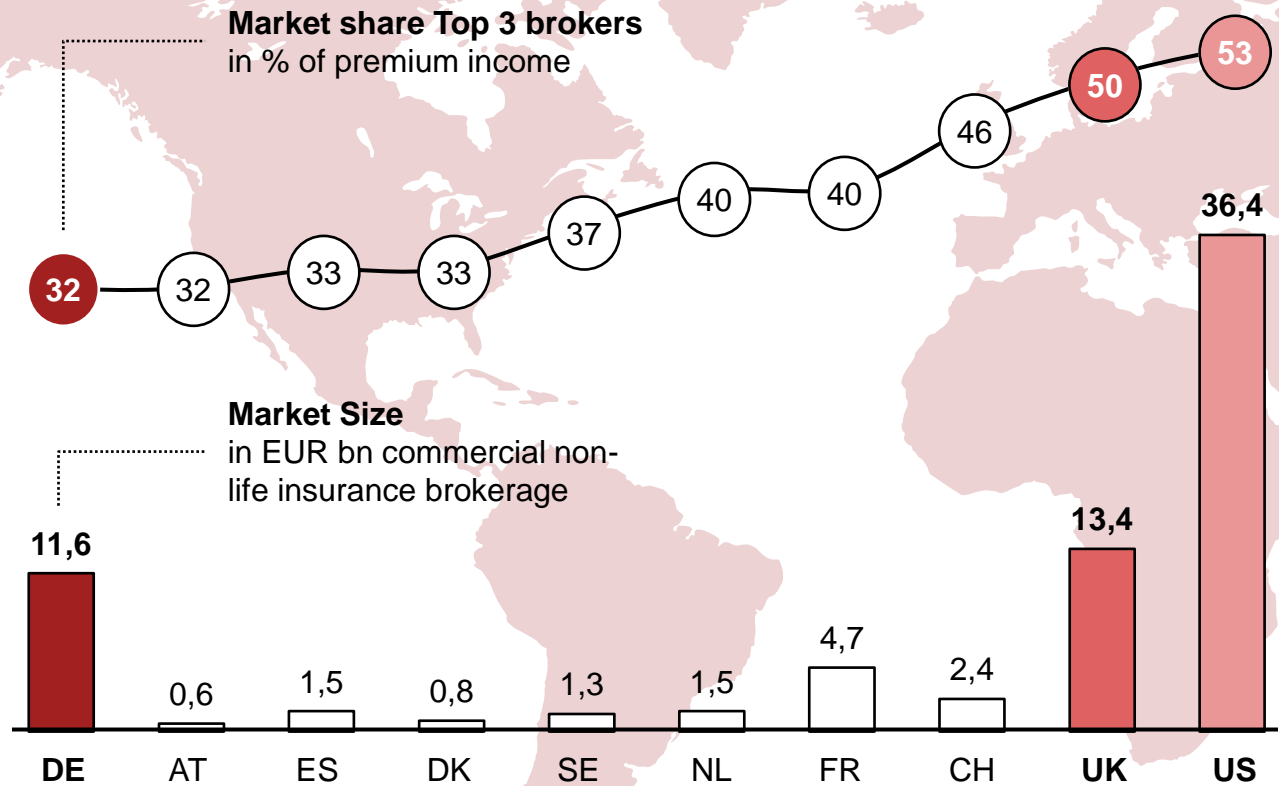 Market share Top 3 brokers
in % of premium income
32
32
33
33
37
40
40
46
50
53
Market Size
in EUR bn commercial non-
life insurance brokerage
11,6
0,6
1,5
0,8
1,3
1,5
4,7
2,4
13,4
36,4
DE
AT
ES
DK
SE
NL
FR
CH
UK
US